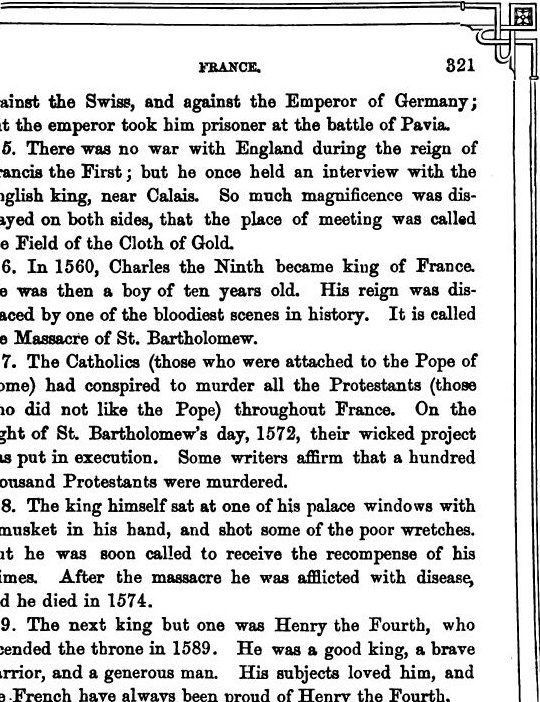 FRANCE. 321
ainst the Swiss, and against the Emperor of Germany;
t the emperor took him prisoner at the battle of Pavia.
5. There was no war with England during the reign of
rancis the First; but he once held an interview with the
nglish king, near Calais. So much magnificence was dis-
ayed on both sides, that the place of meeting was called
e Field of the Cloth of Gold.
6. In 1560, Charles the Ninth became king of France.
e was then a boy of ten years old. His reign was dis-
aced by one of the bloodiest scenes in history. It is called
e Massacre of St. Bartholomew.
7. The Catholics (those who were attached to the Pope of
ome) had conspired to murder all the Protestants (those
ho did not like the Pope) throughout France. On the
ght of St. Bartholomew's day, 1572, their wicked project
as put in execution. Some writers affirm that a hundred
ousand Protestants were murdered.
8. The king himself sat at one of his palace windows with
musket in his hand, and shot some of the poor wretches.
ut he was soon called to receive the recompense of his
imes. After the massacre he was afflicted with disease,
d he died in 1574.
9. The next king but one was Henry the Fourth, who
cended the throne in 1589. He was a good king, a brave
arrior, and a generous man. His subjects loved him, and
e French have always been proud of Henry the Fourth.